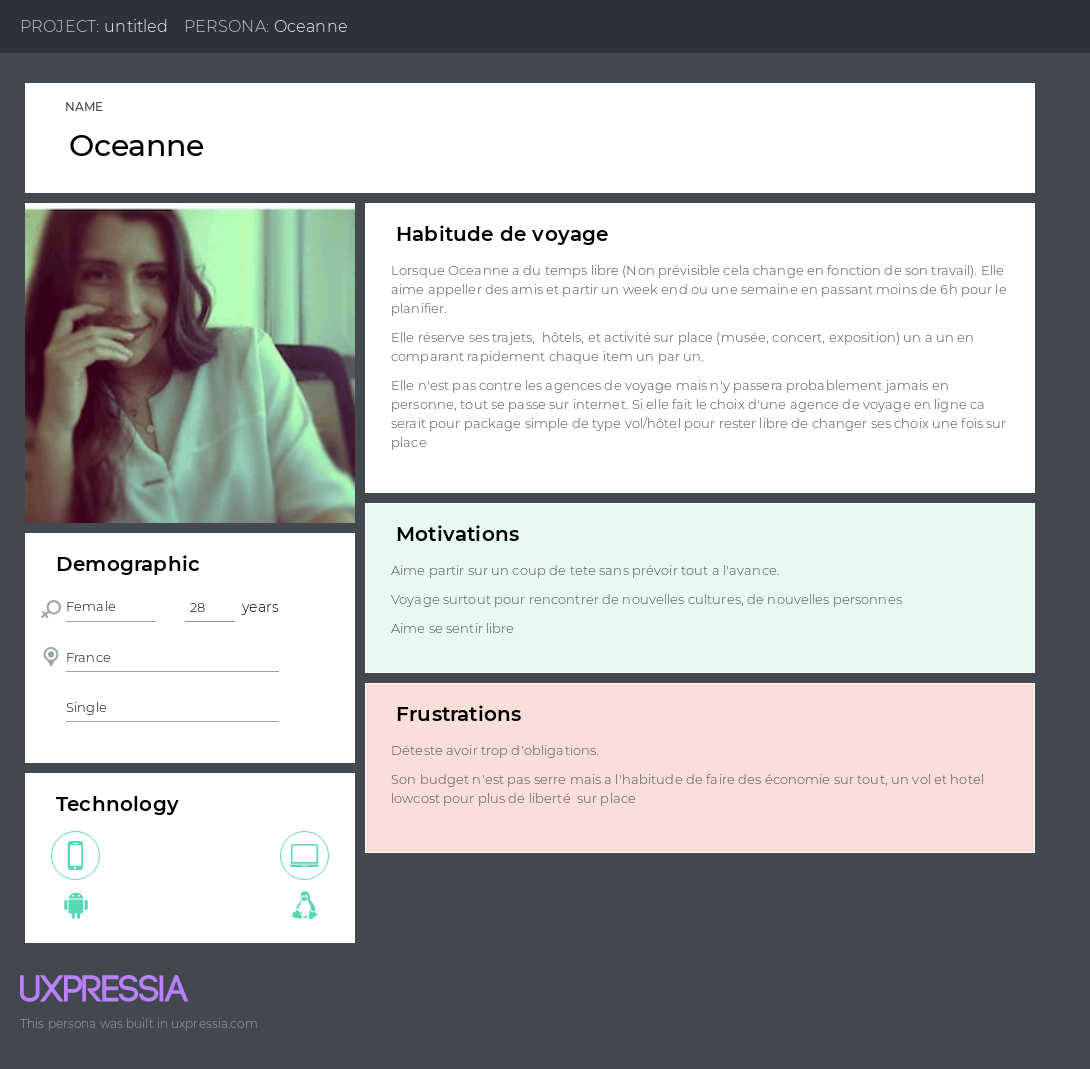 PROJECT: untitled PERSONA: Oceanne
NAME
Oceanne
Habitude de voyage
Lorsque Oceanne a du temps libre (Non prévisible cela change en fonction de son travail). Elle
aime appeller des amis et partir un week end ou une semaine en passant moins de 6h pour le
planifier.
Elle réserve ses trajets, hôtels, et activité sur place (musée, concert, exposition) un a un en
comparant rapidement chaque item un par un.
Elle n'est pas contre les agences de voyage mais n'y passera probablement jamais en
personne, tout se passe sur internet. Si elle fait le choix d'une agence de voyage en ligne ca
serait pour package simple de type vol/hôtel pour rester libre de changer ses choix une fois sur
place
Demographic
Female 28 years
France
Single
Technology
Motivations
Aime partir sur un coup de tete sans prévoir tout a l'avance.
Voyage surtout pour rencontrer de nouvelles cultures, de nouvelles personnes
Aime se sentir libre
Frustrations
Déteste avoir trop d'obligations.
Son budget n'est pas serre mais a l'habitude de faire des économie sur tout, un vol et hotel
lowcost pour plus de liberté sur place
UXPRESSIA
This persona was built in uxpressia.com